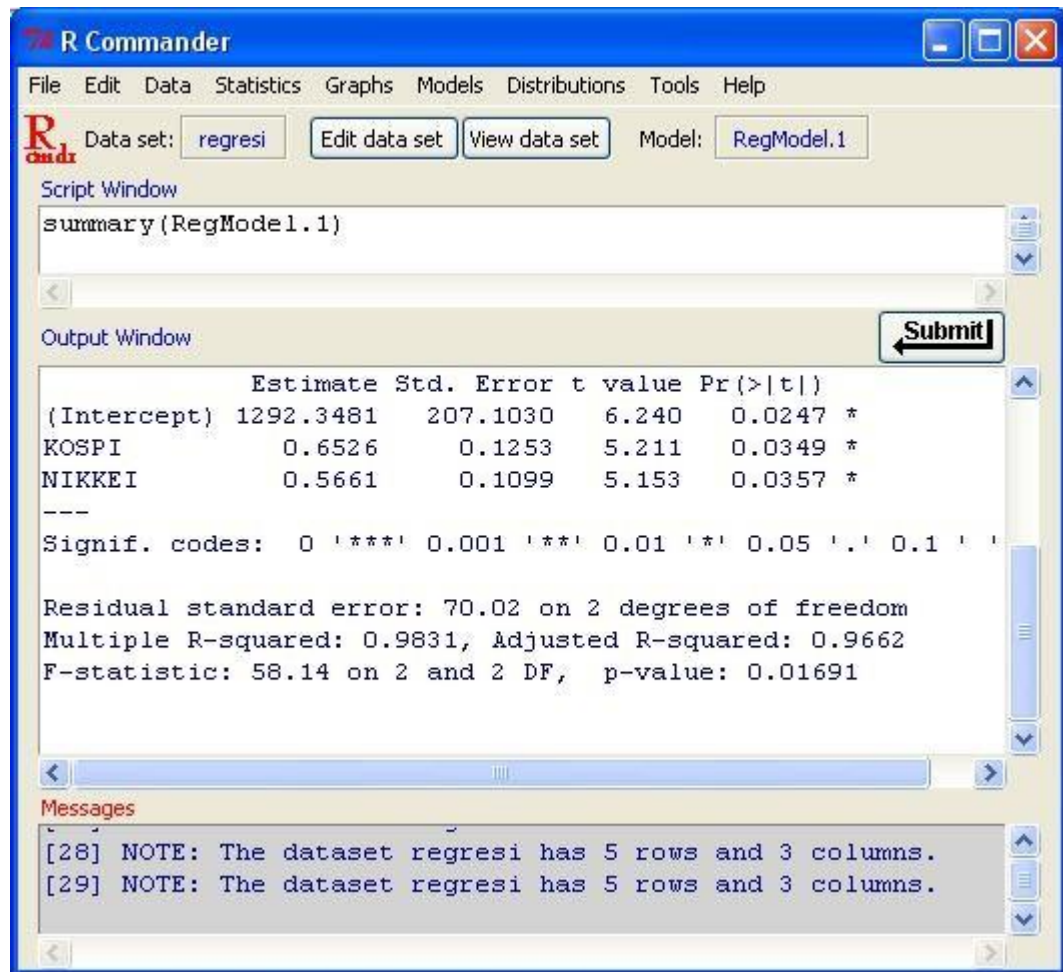 R Commander
File Edit Data Statistics Graphs Models Distributions Tools Help
R cmdr Data set: regresi Edit data set View data set Model: RegModel.1
Script Window
summary(RegModel.1)
Output Window Submit
Estimate Std. Error t value Pr(>|t|)
(Intercept) 1292.3481 207.1030 6.240 0.0247 *
KOSPI 0.6526 0.1253 5.211 0.0349 *
NIKKEI 0.5661 0.1099 5.153 0.0357 *
---
Signif. codes: 0 '***' 0.001 '**' 0.01 '*' 0.05 '.' 0.1 ' '
Residual standard error: 70.02 on 2 degrees of freedom
Multiple R-squared: 0.9831, Adjusted R-squared: 0.9662
F-statistic: 58.14 on 2 and 2 DF, p-value: 0.01691
Messages
[28] NOTE: The dataset regresi has 5 rows and 3 columns.
[29] NOTE: The dataset regresi has 5 rows and 3 columns.